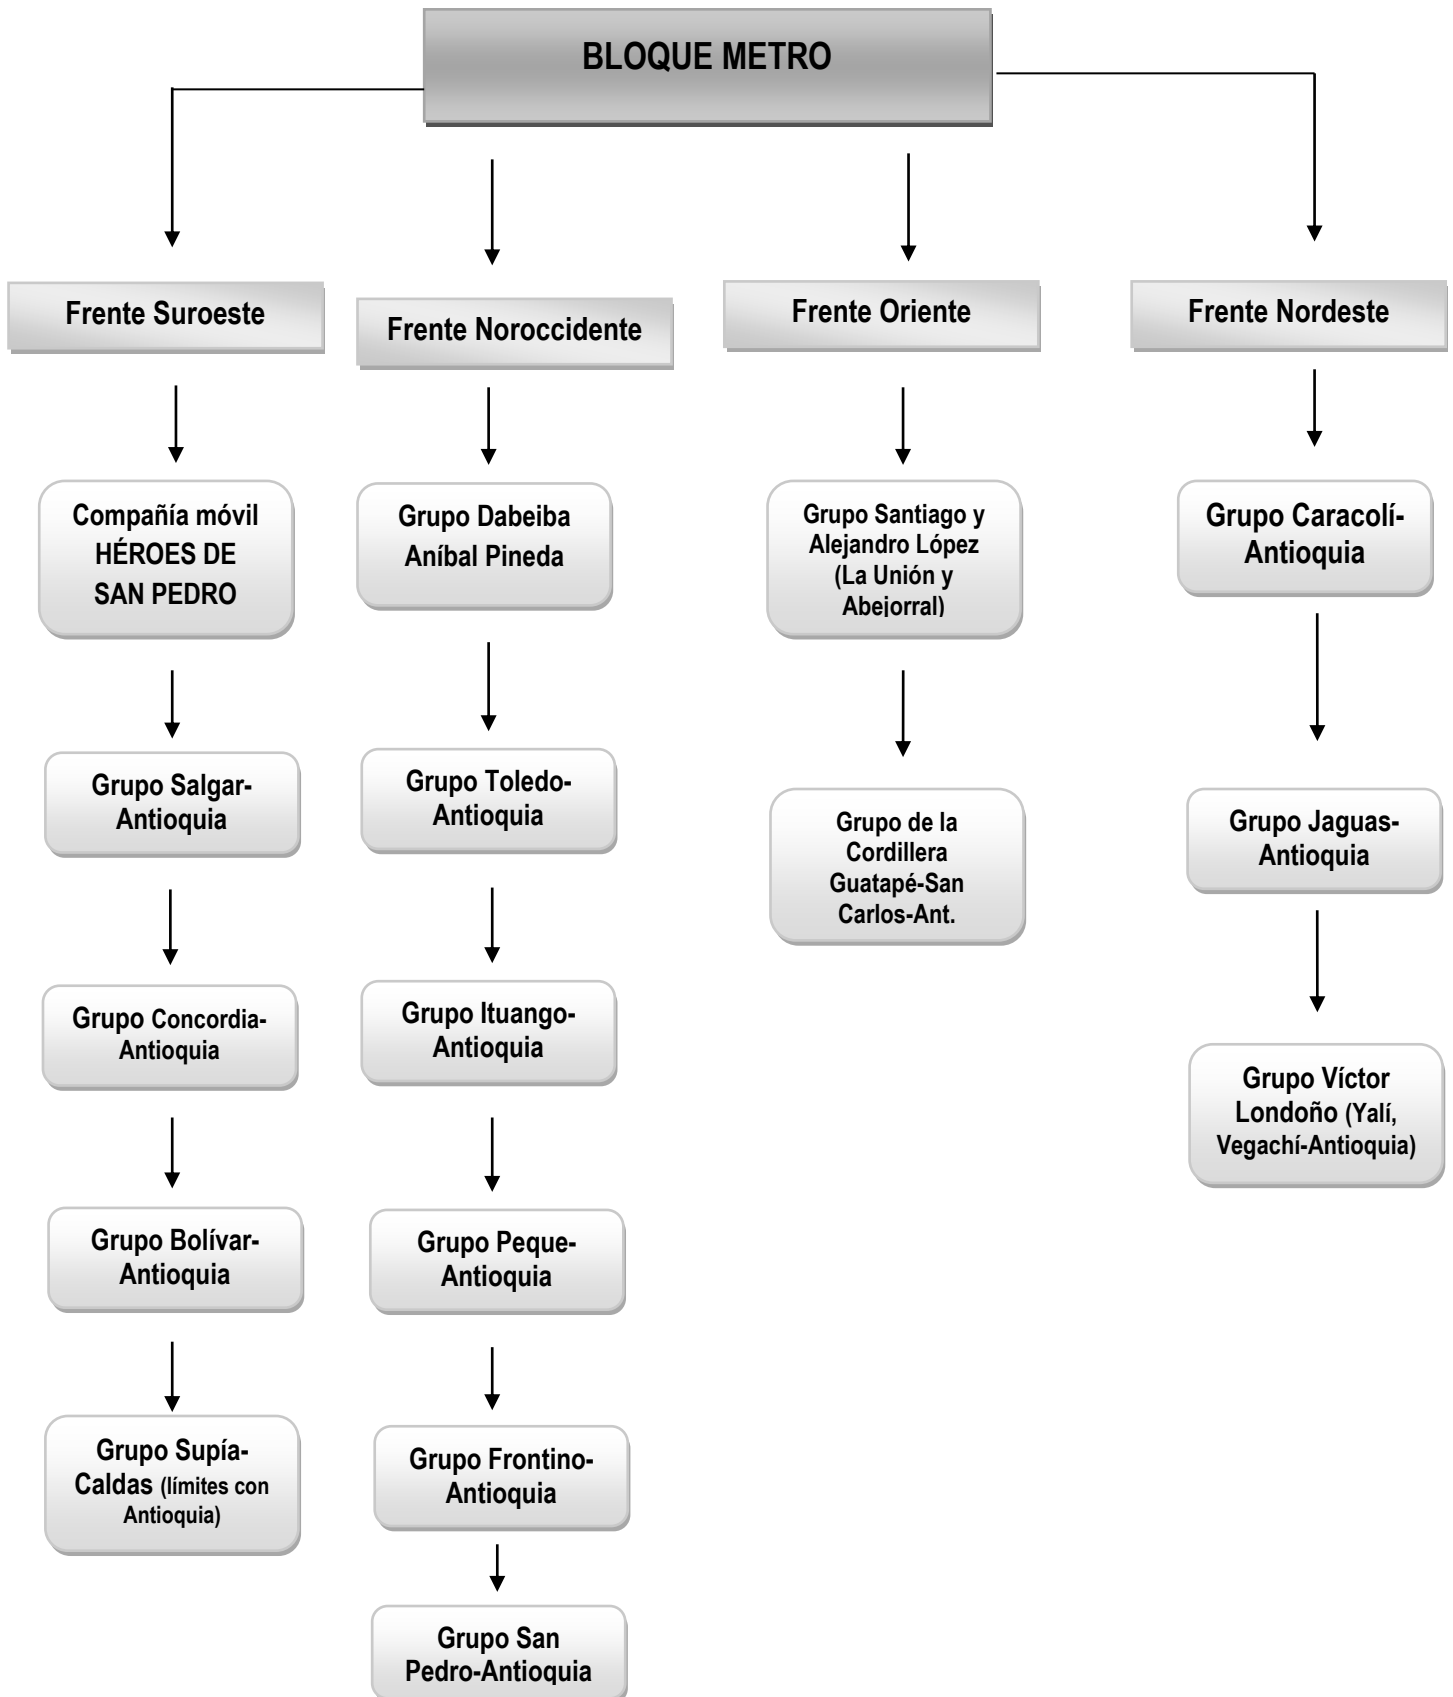 BLOQUE METRO
Frente Suroeste
Compañía móvil
HÉROES DE
SAN PEDRO
Grupo Salgar-
Antioquia
Grupo Concordia-
Antioquia
Grupo Bolívar-
Antioquia
Grupo Supía-
Caldas (límites con
Antioquia)
Frente Noroccidente
Grupo Dabeiba
Aníbal Pineda
Grupo Toledo-
Antioquia
Grupo Ituango-
Antioquia
Grupo Peque-
Antioquia
Grupo Frontino-
Antioquia
Grupo San
Pedro-Antioquia
Frente Oriente
Grupo Santiago y
Alejandro López
(La Unión y
Abejorral)
Grupo de la
Cordillera
Guatapé-San
Carlos-Ant.
Frente Nordeste
Grupo Caracolí-
Antioquia
Grupo Jaguas-
Antioquia
Grupo Víctor
Londoño (Yalí,
Vegachí-Antioquia)